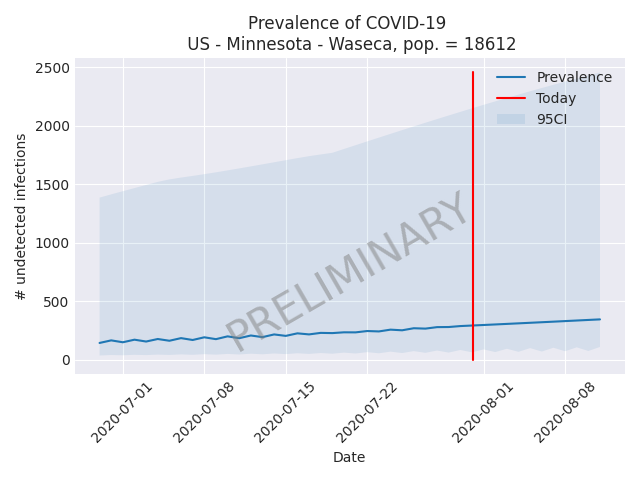 Prevalence of COVID-19
US - Minnesota - Waseca, pop. = 18612
2500
2000
1500
1000
500
0
# undetected infections
Prevalence
Today
95CI
PRELIMINARY
2020-07-01
2020-07-08
2020-07-15
2020-07-22
2020-08-01
2020-08-08
Date